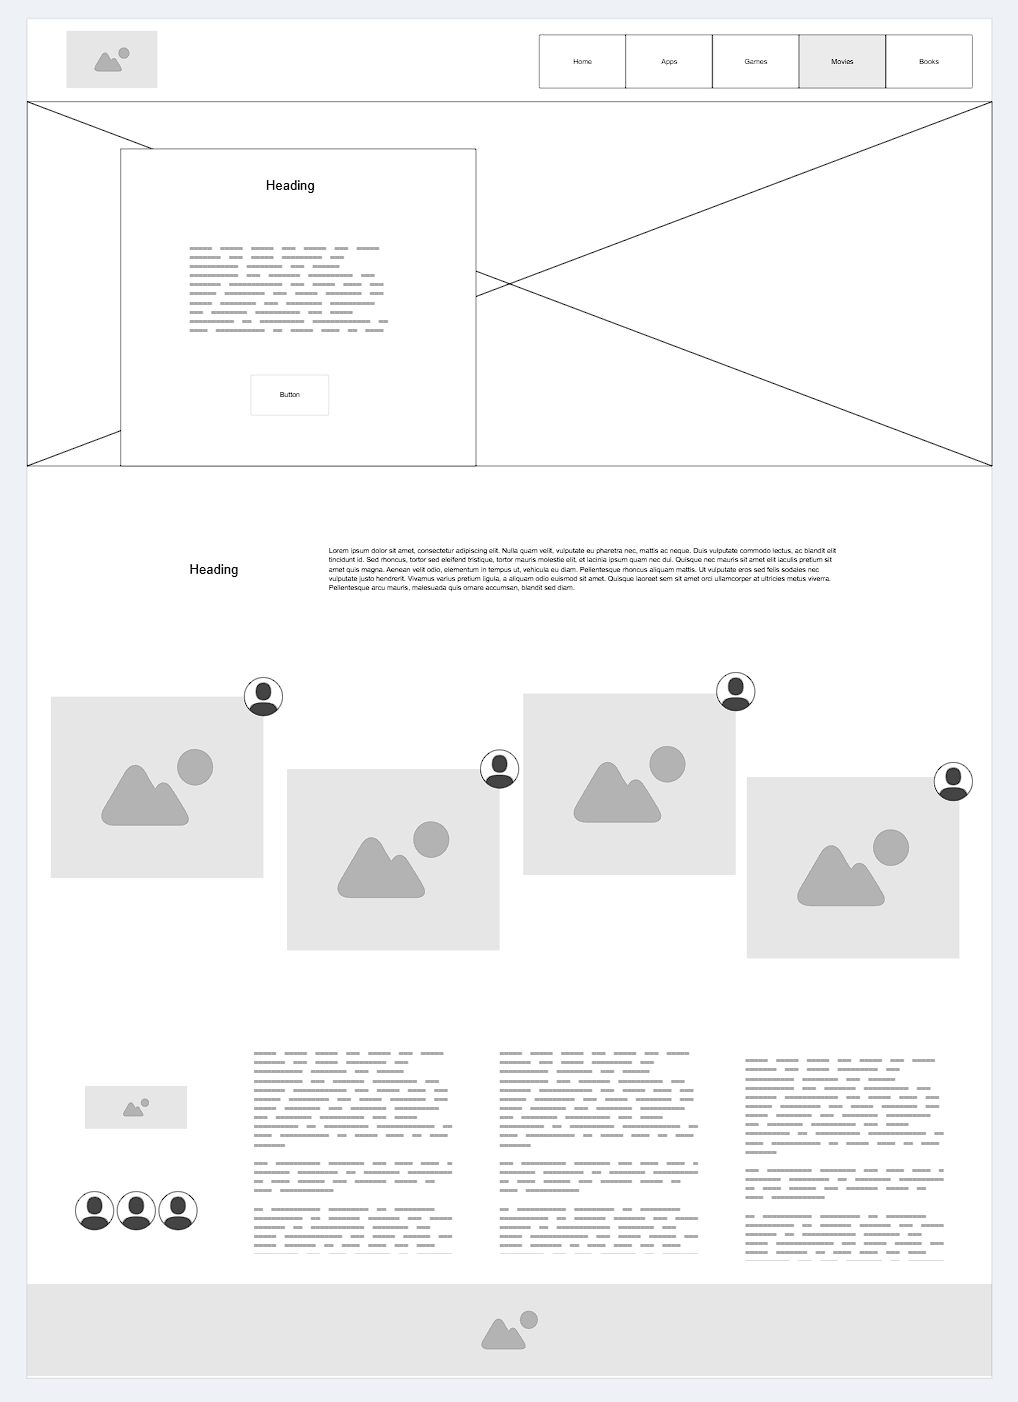 Home
Apps
Games
Movies
Books
Heading
Button
Heading
Lorem ipsum dolor sit amet, consectetur adipiscing elit. Nulla quam velit, vulputate eu pharetra nec, mattis ac neque. Duis vulputate commodo lectus, ac blandit elit
tincidunt id. Sed rhoncus, tortor sed eleifend tristique, tortor mauris molestie elit, et lacinia ipsum quam nec dui. Quisque nec mauris sit amet elit iaculis pretium sit
amet quis magna. Aenean velit odio, elementum in tempus ut, vehicula eu diam. Pellentesque rhoncus aliquam mattis. Ut vulputate eros sed felis sodales nec
vulputate justo hendrerit. Vivamus varius pretium ligula, a aliquam odio euismod sit amet. Quisque laoreet sem sit amet orci ullamcorper at ultricies metus viverra.
Pellentesque arcu mauris, malesuada quis ornare accumsan, blandit sed diam.